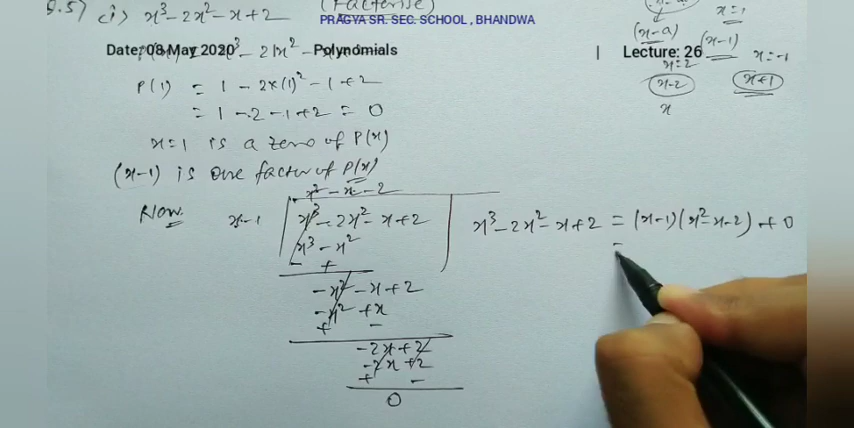 Q.5) (i) x³-2x²-x+2 (Factorise)
PRAGYA SR. SEC. SCHOOL , BHANDWA
Date: 08 May 2020
Polynomials
| Lecture: 26
P(1) = 1 - 2×(1)² - 1 + 2
= 1 - 2 - 1 + 2 = 0
x=1 is a zero of P(x)
(x-1) is one factor of P(x)
Now
x²-x-2
x-1
x³-2x²-x+2
x³-x²
- +
-x²-x+2
-x²+x
+ -
-2x+2
-2x+2
+ -
0
x³-2x²-x+2 = (x-1)(x²-x-2)+0
=
x=1
(x-a)
(x-1)
x=2
x=-1
x-2
x+1
x